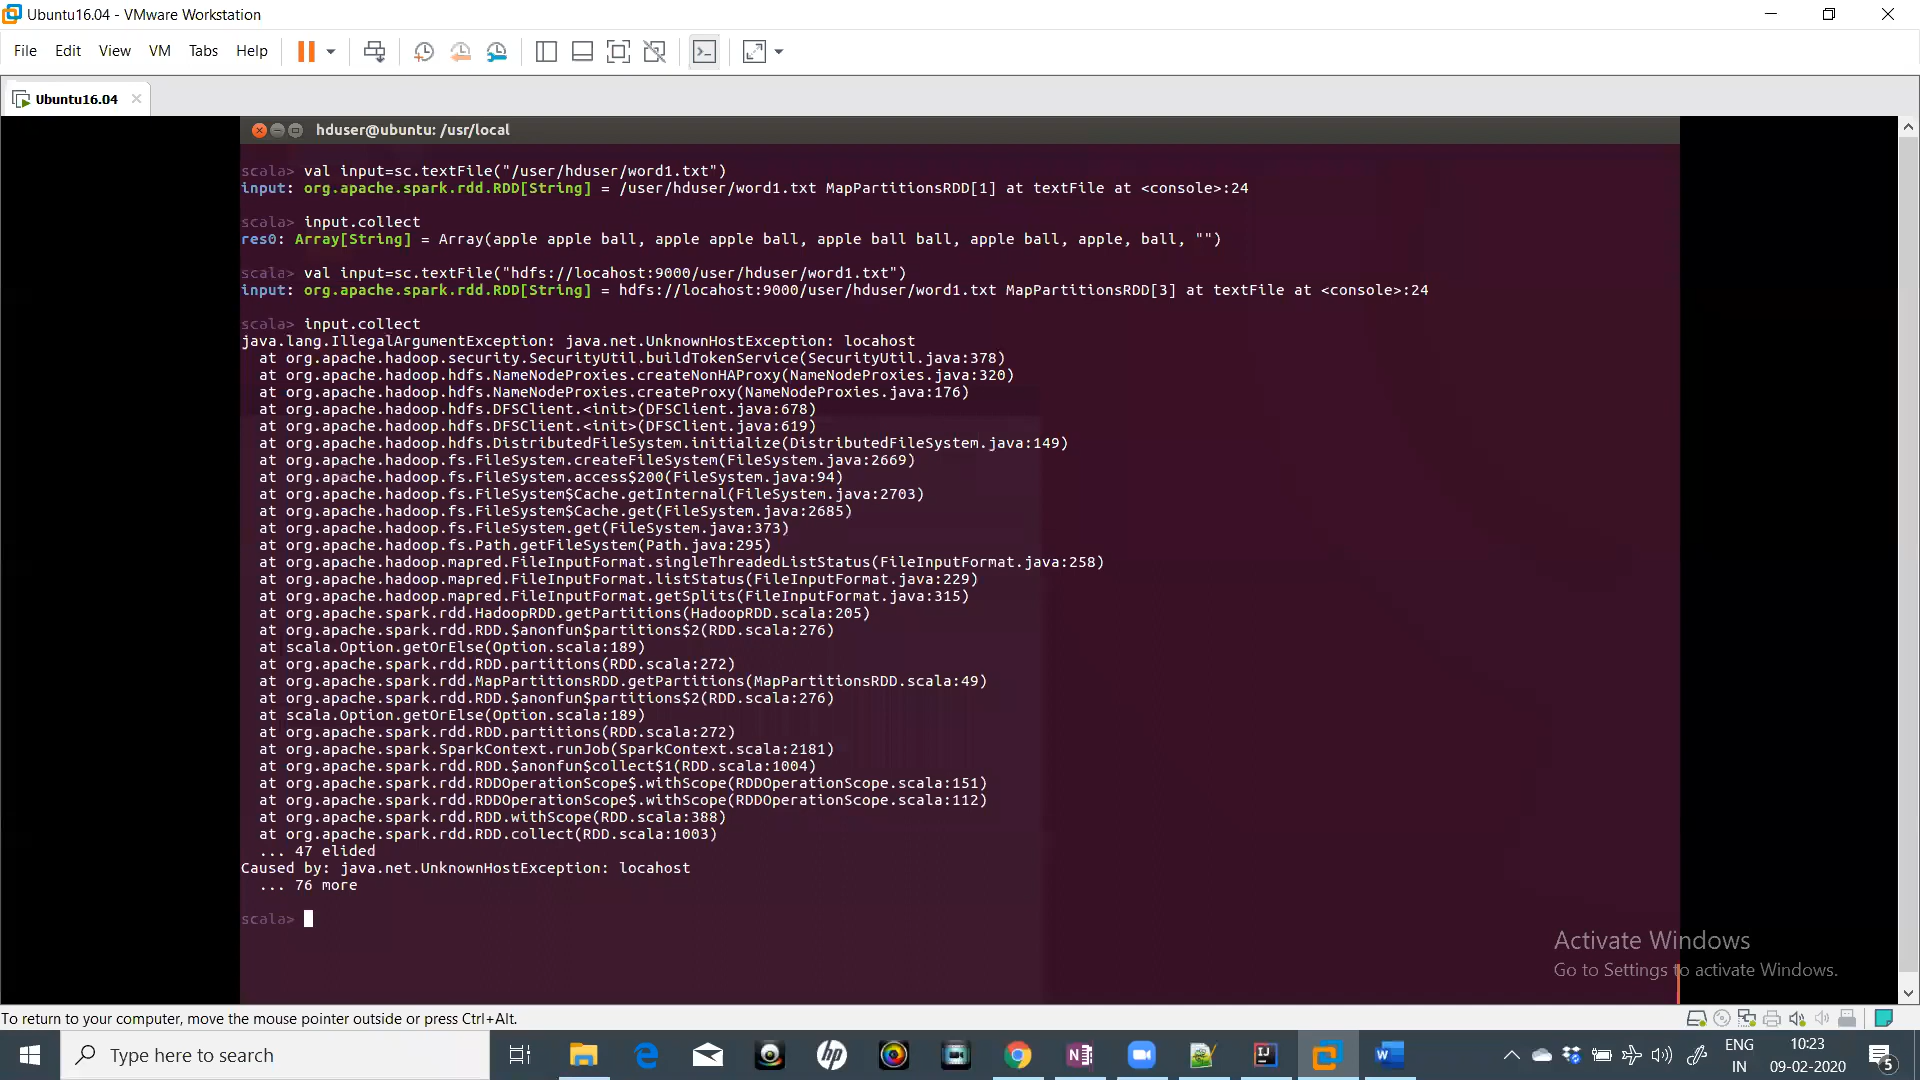 Ubuntu16.04 - VMware Workstation
File Edit View VM Tabs Help
Ubuntu16.04
hduser@ubuntu: /usr/local
scala> val input=sc.textFile("/user/hduser/word1.txt")
input: org.apache.spark.rdd.RDD[String] = /user/hduser/word1.txt MapPartitionsRDD[1] at textFile at <console>:24
scala> input.collect
res0: Array[String] = Array(apple apple ball, apple apple ball, apple ball ball, apple ball, apple, ball, "")
scala> val input=sc.textFile("hdfs://locahost:9000/user/hduser/word1.txt")
input: org.apache.spark.rdd.RDD[String] = hdfs://locahost:9000/user/hduser/word1.txt MapPartitionsRDD[3] at textFile at <console>:24
scala> input.collect
java.lang.IllegalArgumentException: java.net.UnknownHostException: locahost
at org.apache.hadoop.security.SecurityUtil.buildTokenService(SecurityUtil.java:378)
at org.apache.hadoop.hdfs.NameNodeProxies.createNonHAProxy(NameNodeProxies.java:320)
at org.apache.hadoop.hdfs.NameNodeProxies.createProxy(NameNodeProxies.java:176)
at org.apache.hadoop.hdfs.DFSClient.<init>(DFSClient.java:678)
at org.apache.hadoop.hdfs.DFSClient.<init>(DFSClient.java:619)
at org.apache.hadoop.hdfs.DistributedFileSystem.initialize(DistributedFileSystem.java:149)
at org.apache.hadoop.fs.FileSystem.createFileSystem(FileSystem.java:2669)
at org.apache.hadoop.fs.FileSystem.access$200(FileSystem.java:94)
at org.apache.hadoop.fs.FileSystem$Cache.getInternal(FileSystem.java:2703)
at org.apache.hadoop.fs.FileSystem$Cache.get(FileSystem.java:2685)
at org.apache.hadoop.fs.FileSystem.get(FileSystem.java:373)
at org.apache.hadoop.fs.Path.getFileSystem(Path.java:295)
at org.apache.hadoop.mapred.FileInputFormat.singleThreadedListStatus(FileInputFormat.java:258)
at org.apache.hadoop.mapred.FileInputFormat.listStatus(FileInputFormat.java:229)
at org.apache.hadoop.mapred.FileInputFormat.getSplits(FileInputFormat.java:315)
at org.apache.spark.rdd.HadoopRDD.getPartitions(HadoopRDD.scala:205)
at org.apache.spark.rdd.RDD.$anonfun$partitions$2(RDD.scala:276)
at scala.Option.getOrElse(Option.scala:189)
at org.apache.spark.rdd.RDD.partitions(RDD.scala:272)
at org.apache.spark.rdd.MapPartitionsRDD.getPartitions(MapPartitionsRDD.scala:49)
at org.apache.spark.rdd.RDD.$anonfun$partitions$2(RDD.scala:276)
at scala.Option.getOrElse(Option.scala:189)
at org.apache.spark.rdd.RDD.partitions(RDD.scala:272)
at org.apache.spark.SparkContext.runJob(SparkContext.scala:2181)
at org.apache.spark.rdd.RDD.$anonfun$collect$1(RDD.scala:1004)
at org.apache.spark.rdd.RDDOperationScope$.withScope(RDDOperationScope.scala:151)
at org.apache.spark.rdd.RDDOperationScope$.withScope(RDDOperationScope.scala:112)
at org.apache.spark.rdd.RDD.withScope(RDD.scala:388)
at org.apache.spark.rdd.RDD.collect(RDD.scala:1003)
... 47 elided
Caused by: java.net.UnknownHostException: locahost
... 76 more
scala>
Activate Windows
Go to Settings to activate Windows.
To return to your computer, move the mouse pointer outside or press Ctrl+Alt.
Type here to search
ENG
IN
10:23
09-02-2020
5